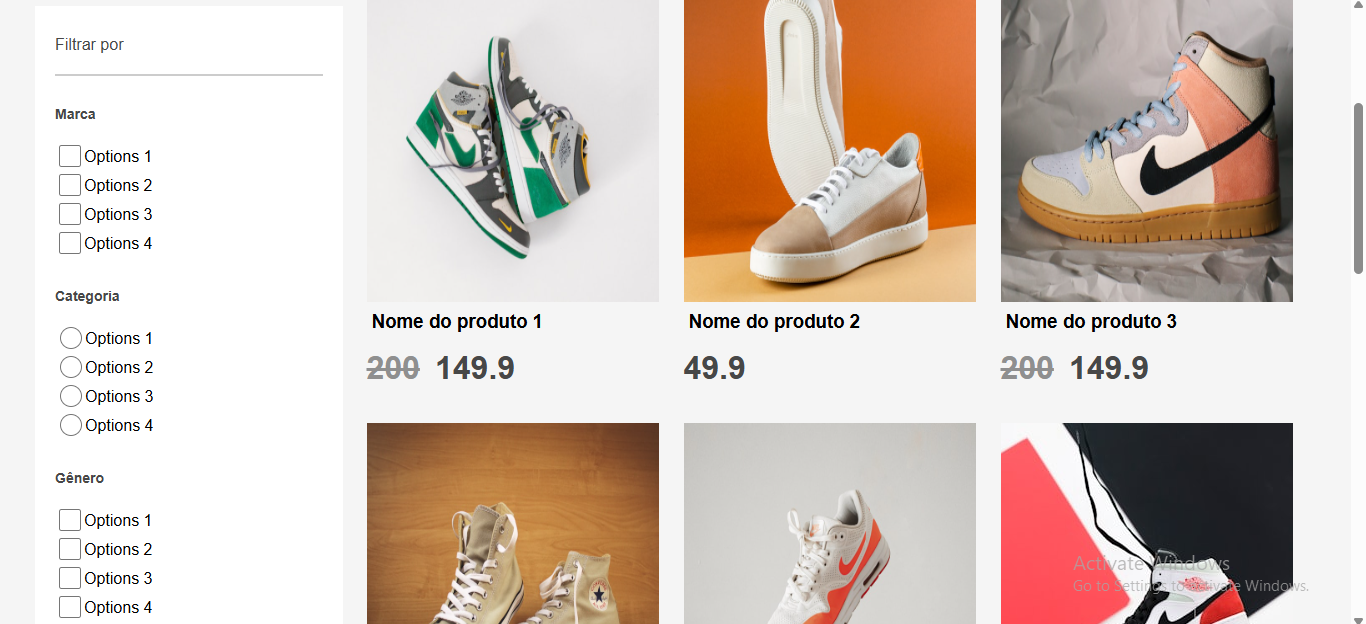 Filtrar por
Marca
Options 1
Options 2
Options 3
Options 4
Categoria
Options 1
Options 2
Options 3
Options 4
Gênero
Options 1
Options 2
Options 3
Options 4
Nome do produto 1
200 149.9
Nome do produto 2
49.9
Nome do produto 3
200 149.9
Activate Windows
Go to Settings to activate Windows.